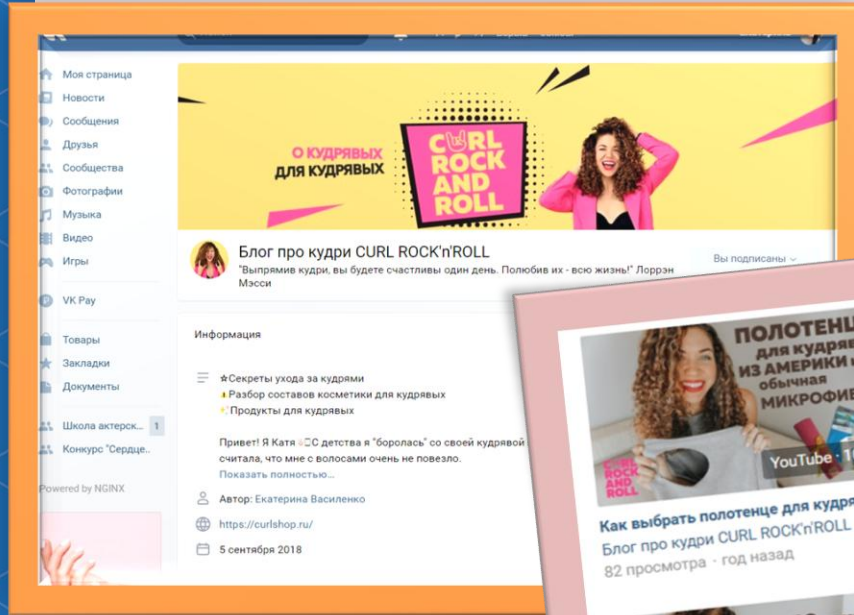 Моя страница
Новости
Сообщения
Друзья
Сообщества
Фотографии
Музыка
Видео
Игры
VK Pay
Товары
Закладки
Документы
Школа актерск... 1
Конкурс "Сердце..
Powered by NGINX
О КУДРЯВЫХ
ДЛЯ КУДРЯВЫХ
CURL
ROCK
AND
ROLL
Блог про кудри CURL ROCK'n'ROLL
"Выпрямив кудри, вы будете счастливы один день. Полюбив их - всю жизнь!" Лоррэн
Мэсси
Вы подписаны
Информация
Секреты ухода за кудрями
Разбор составов косметики для кудрявых
Продукты для кудрявых
Привет! Я Катя С детства я "боролась" со своей кудрявой
считала, что мне с волосами очень не повезло.
Показать полностью...
Автор: Екатерина Василенко
https://curlshop.ru/
5 сентября 2018
ПОЛОТЕНЦ
для кудряв
ИЗ АМЕРИКИ
обычная
МИКРОФИБ
CURL
ROCK
AND
ROLL
YouTube · 1
Как выбрать полотенце для кудря
Блог про кудри CURL ROCK'n'ROLL
82 просмотра · год назад